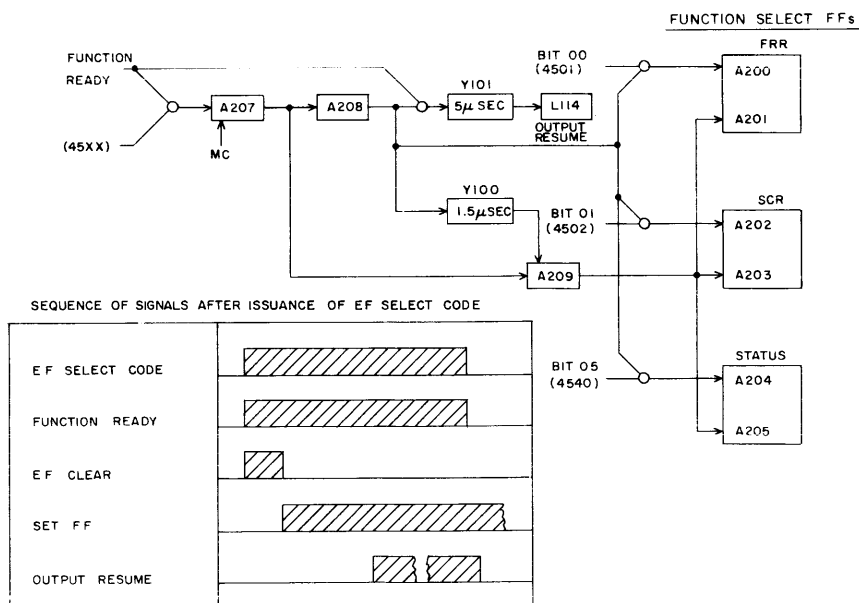 FUNCTION SELECT FFs
FUNCTION
READY
BIT 00
(4501)
FRR
A200
A201
Y101
5μ SEC
L114
OUTPUT
RESUME
A207
A208
(45XX)
MC
Y100
1.5μSEC
BIT 01
(4502)
SCR
A202
A203
A209
SEQUENCE OF SIGNALS AFTER ISSUANCE OF EF SELECT CODE
EF SELECT CODE
FUNCTION READY
EF CLEAR
SET FF
OUTPUT RESUME
BIT 05
(4540)
STATUS
A204
A205